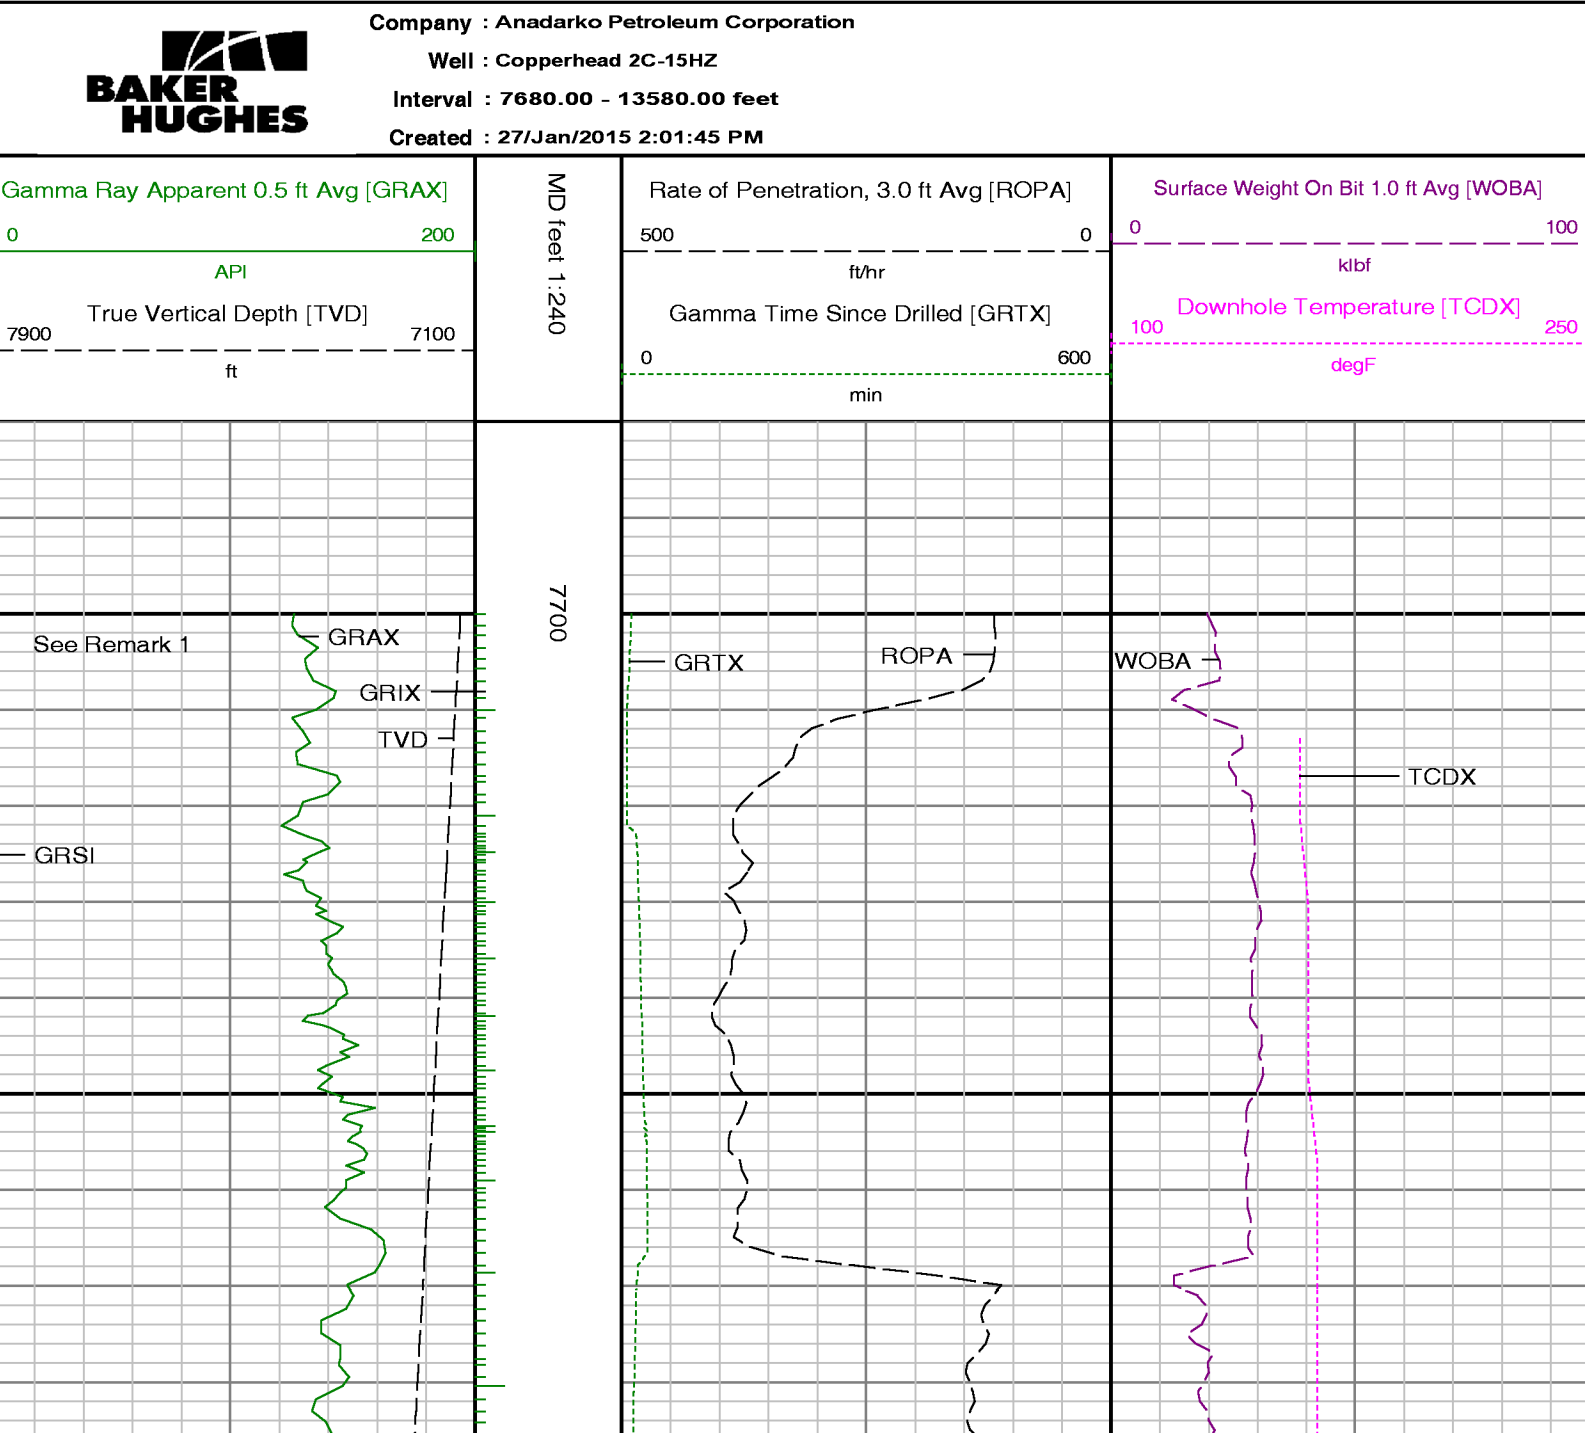 BAKER
HUGHES
Company : Anadarko Petroleum Corporation
Well : Copperhead 2C-15HZ
Interval : 7680.00 - 13580.00 feet
Created : 27/Jan/2015 2:01:45 PM
Gamma Ray Apparent 0.5 ft Avg [GRAX]
0 200
API
True Vertical Depth [TVD]
7900 7100
ft
MD feet 1:240
Rate of Penetration, 3.0 ft Avg [ROPA]
500 0
ft/hr
Gamma Time Since Drilled [GRTX]
0 600
min
Surface Weight On Bit 1.0 ft Avg [WOBA]
0 100
klbf
Downhole Temperature [TCDX]
100 250
degF
7700
See Remark 1
GRAX
GRIX
TVD
GRSI
GRTX
ROPA
WOBA
TCDX